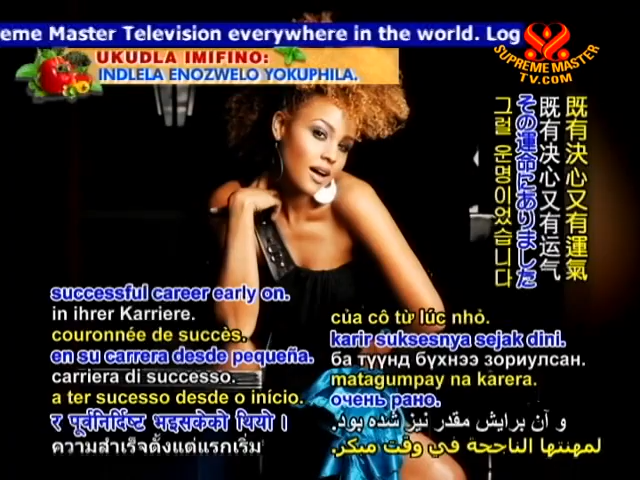 eme Master Television everywhere in the world. Log
SUPREME MASTER
TV.COM
UKUDLA IMIFINO:
INDLELA ENOZWELO YOKUPHILA.
既有決心又有運氣
既有决心又有运气
その運命にありました
그럴 운명이었습니다
successful career early on.
in ihrer Karriere.
couronnée de succès.
en su carrera desde pequeña.
carriera di successo.
a ter sucesso desde o início.
र पूर्वनिर्दिष्ट भइसकेको थियो ।
ความสำเร็จตั้งแต่แรกเริ่ม
của cô từ lúc nhỏ.
karir suksesnya sejak dini.
ба түүнд бүхнээ зориулсан.
matagumpay na karera.
очень рано.
و آن برایش مقدر نیز شده بود.
لمهنتها الناجحة في وقت مبكر.